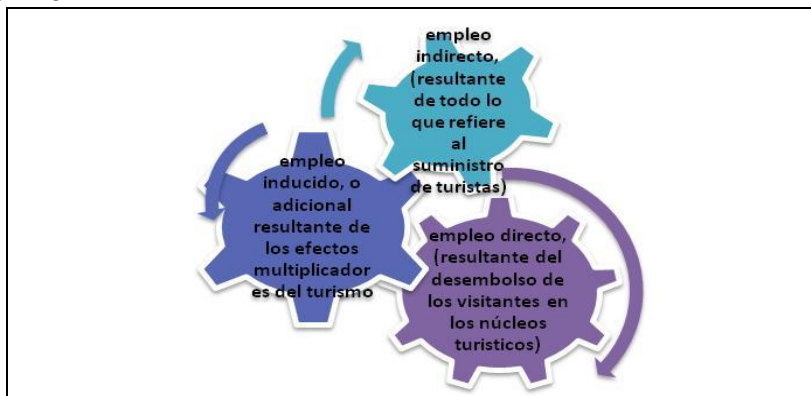 empleo
indirecto,
(resultante
de todo lo
que refiere
al
suministro
de turistas)
empleo
inducido, o
adicional
resultante de
los efectos
multiplicador
es del turismo
empleo directo,
(resultante del
desembolso de
los visitantes en
los núcleos
turisticos)